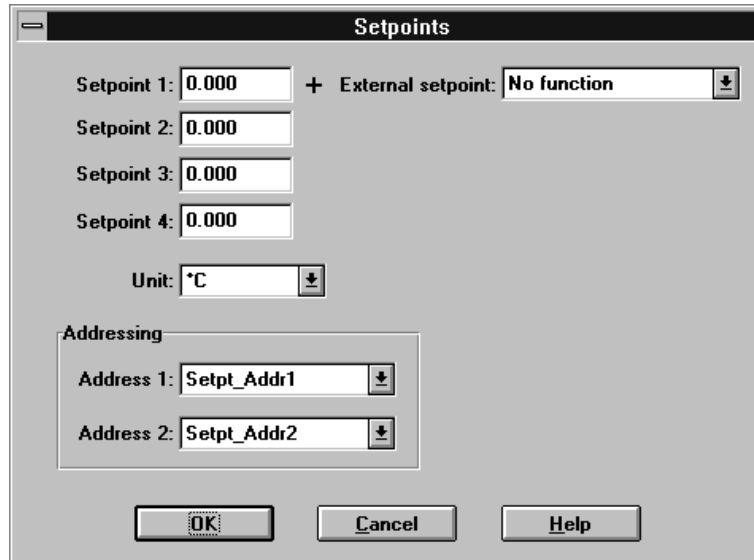 Setpoints
Setpoint 1: 0.000 + External setpoint: No function
Setpoint 2: 0.000
Setpoint 3: 0.000
Setpoint 4: 0.000
Unit: °C
Addressing
Address 1: Setpt_Addr1
Address 2: Setpt_Addr2
OK Cancel Help